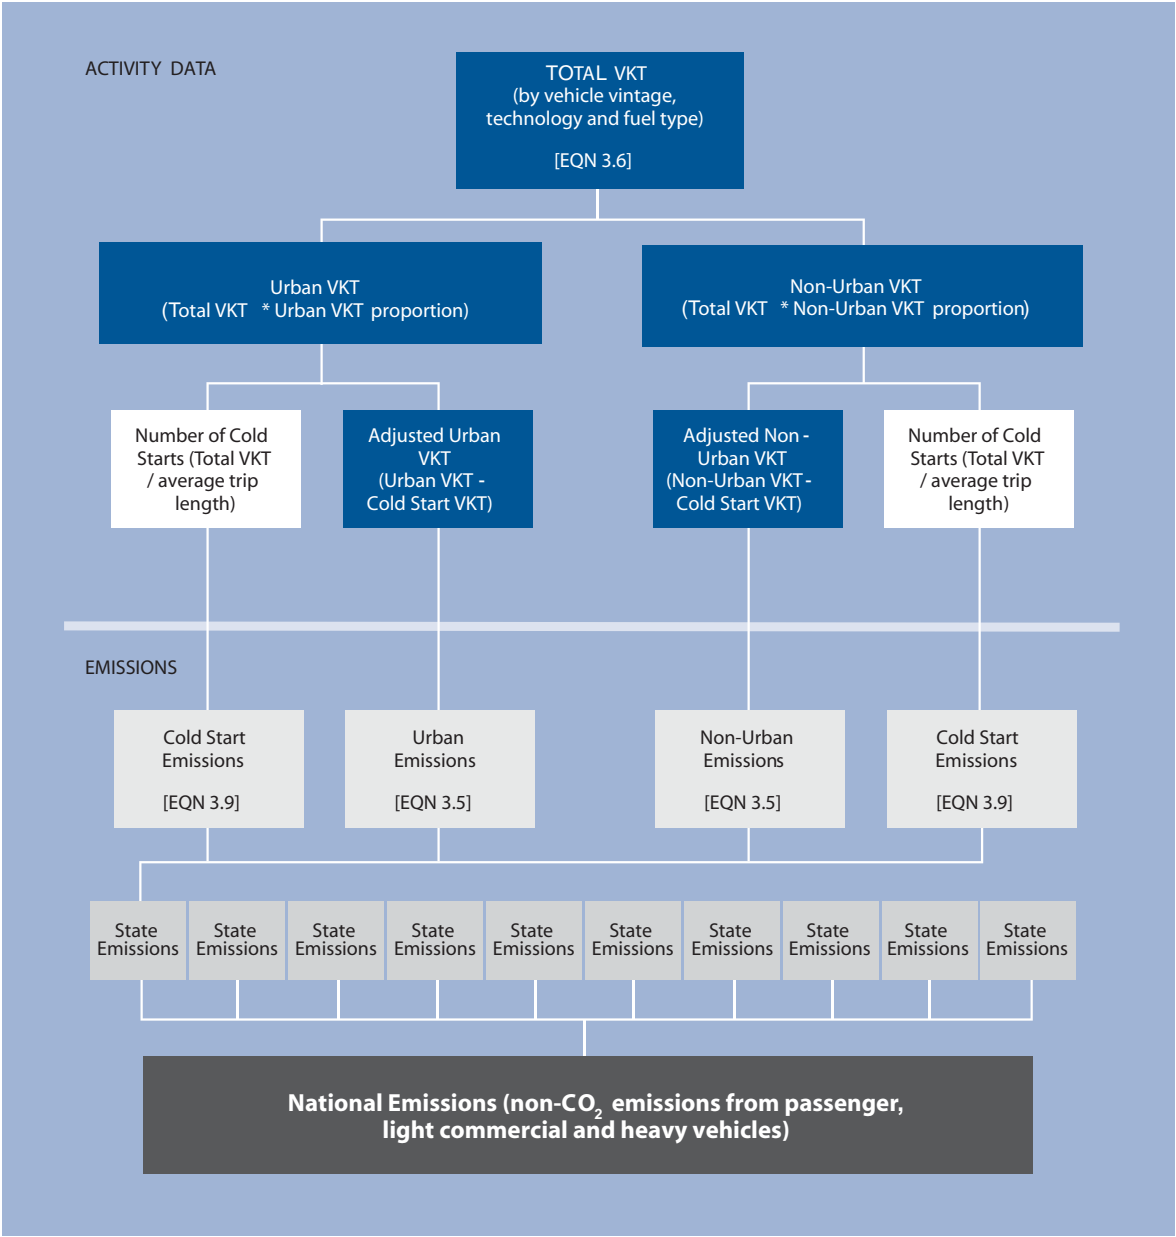 ACTIVITY DATA
TOTAL VKT
(by vehicle vintage,
technology and fuel type)
[EQN 3.6]
Urban VKT
(Total VKT * Urban VKT proportion)
Non-Urban VKT
(Total VKT * Non-Urban VKT proportion)
Number of Cold
Starts (Total VKT
/ average trip
length)
Adjusted Urban
VKT
(Urban VKT -
Cold Start VKT)
Adjusted Non-
Urban VKT
(Non-Urban VKT-
Cold Start VKT)
Number of Cold
Starts (Total VKT
/ average trip
length)
EMISSIONS
Cold Start
Emissions
[EQN 3.9]
Urban
Emissions
[EQN 3.5]
Non-Urban
Emissions
[EQN 3.5]
Cold Start
Emissions
[EQN 3.9]
State
Emissions
State
Emissions
State
Emissions
State
Emissions
State
Emissions
State
Emissions
State
Emissions
State
Emissions
State
Emissions
State
Emissions
National Emissions (non-CO₂ emissions from passenger,
light commercial and heavy vehicles)